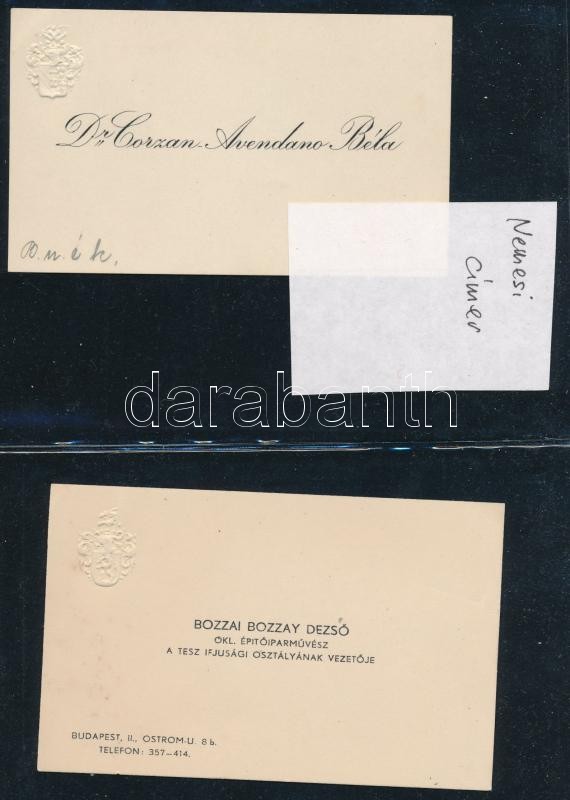 Dr. Corzan-Avendano Béla
B. n. é k.
Nemesi
címer
darabanth
BOZZAI BOZZAY DEZSŐ
OKL. ÉPITŐIPARMŰVÉSZ
A TESZ IFJUSÁGI OSZTÁLYÁNAK VEZETŐJE
BUDAPEST, II., OSTROM-U. 8 b.
TELEFON: 357-414.